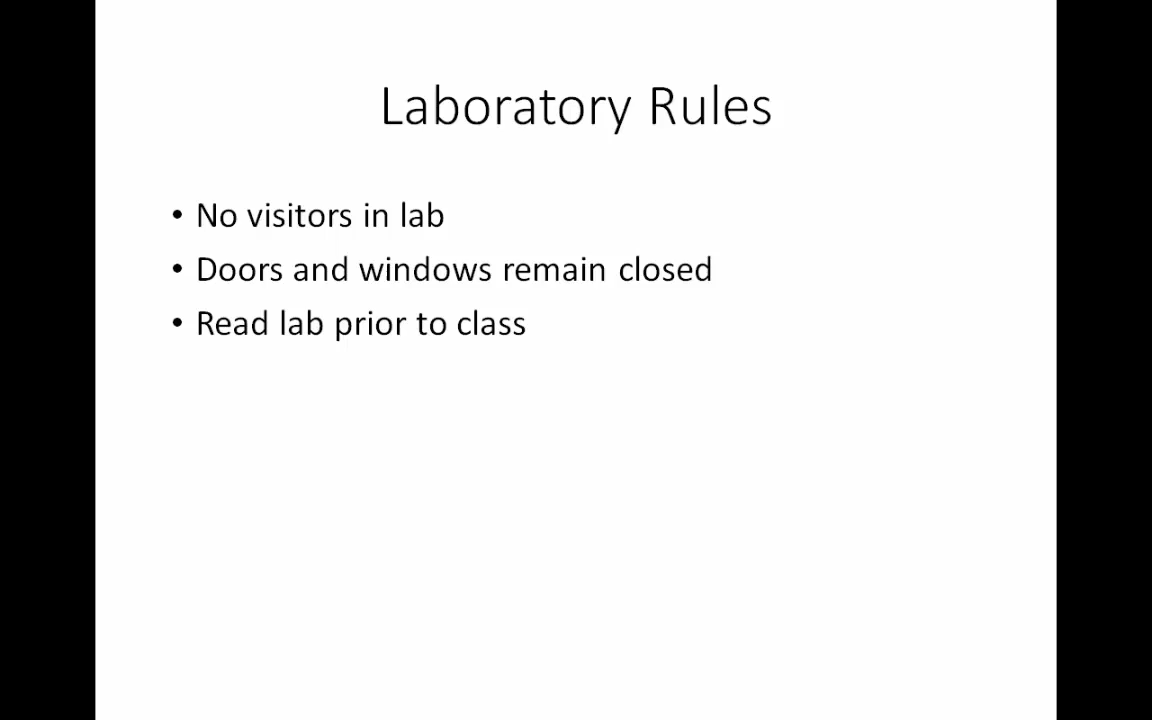 Laboratory Rules
• No visitors in lab
• Doors and windows remain closed
• Read lab prior to class